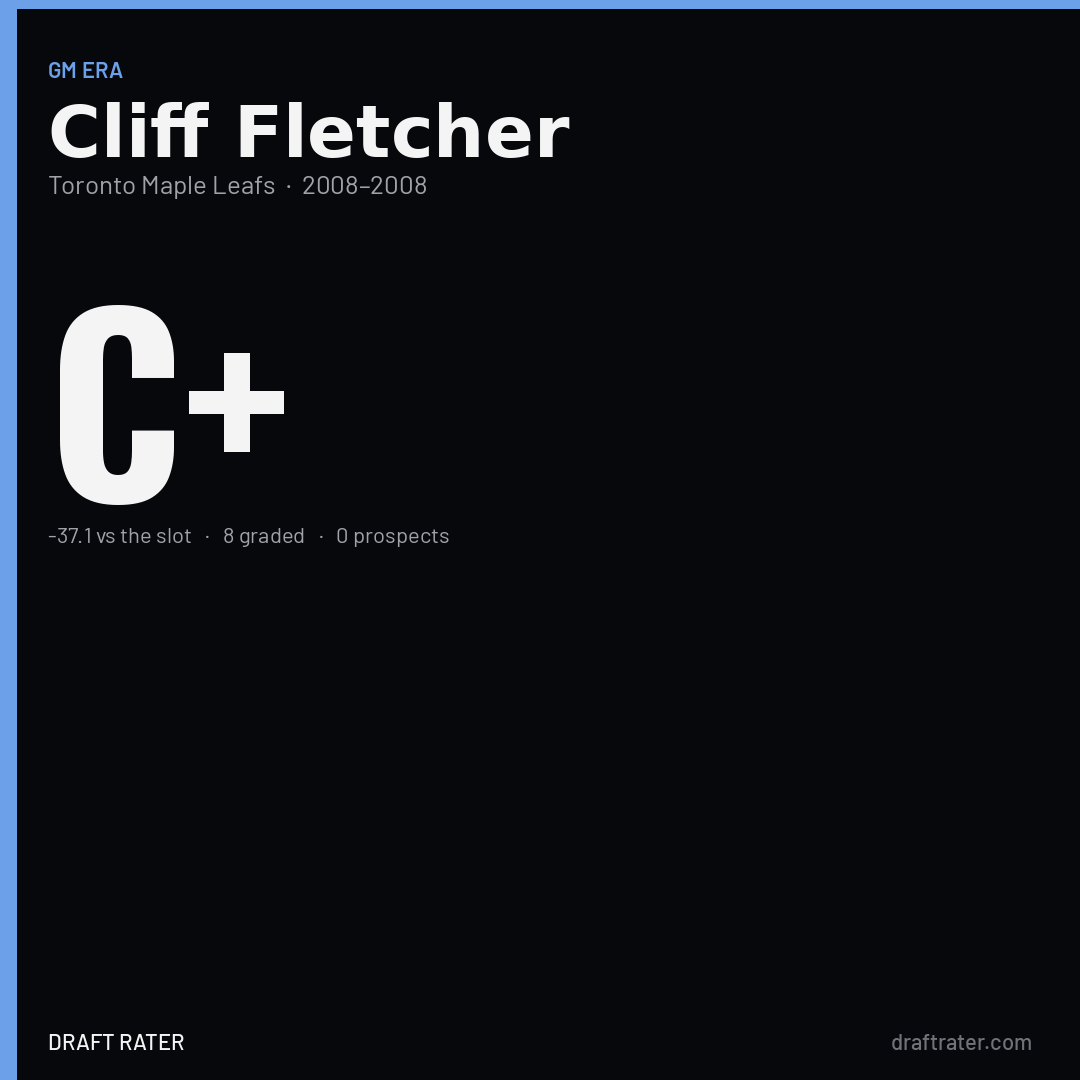 GM ERA
Cliff Fletcher
Toronto Maple Leafs · 2008–2008
C+
-37.1 vs the slot · 8 graded · 0 prospects
DRAFT RATER
draftrater.com